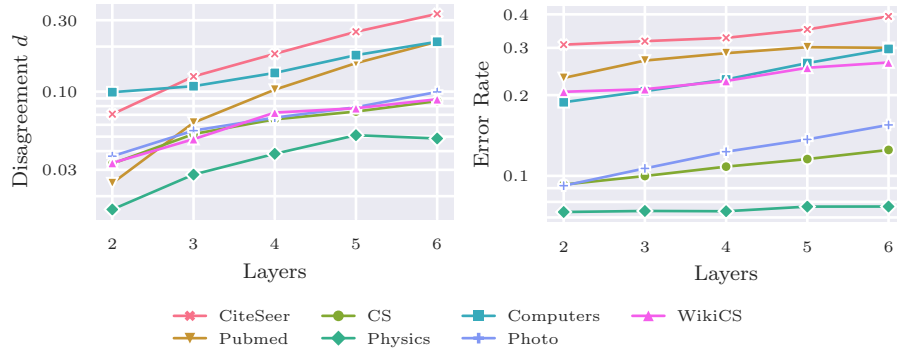 Disagreement d
0.30
0.10
0.03
2 3 4 5 6
Layers
Error Rate
0.4
0.3
0.2
0.1
2 3 4 5 6
Layers
CiteSeer CS Computers WikiCS
Pubmed Physics Photo